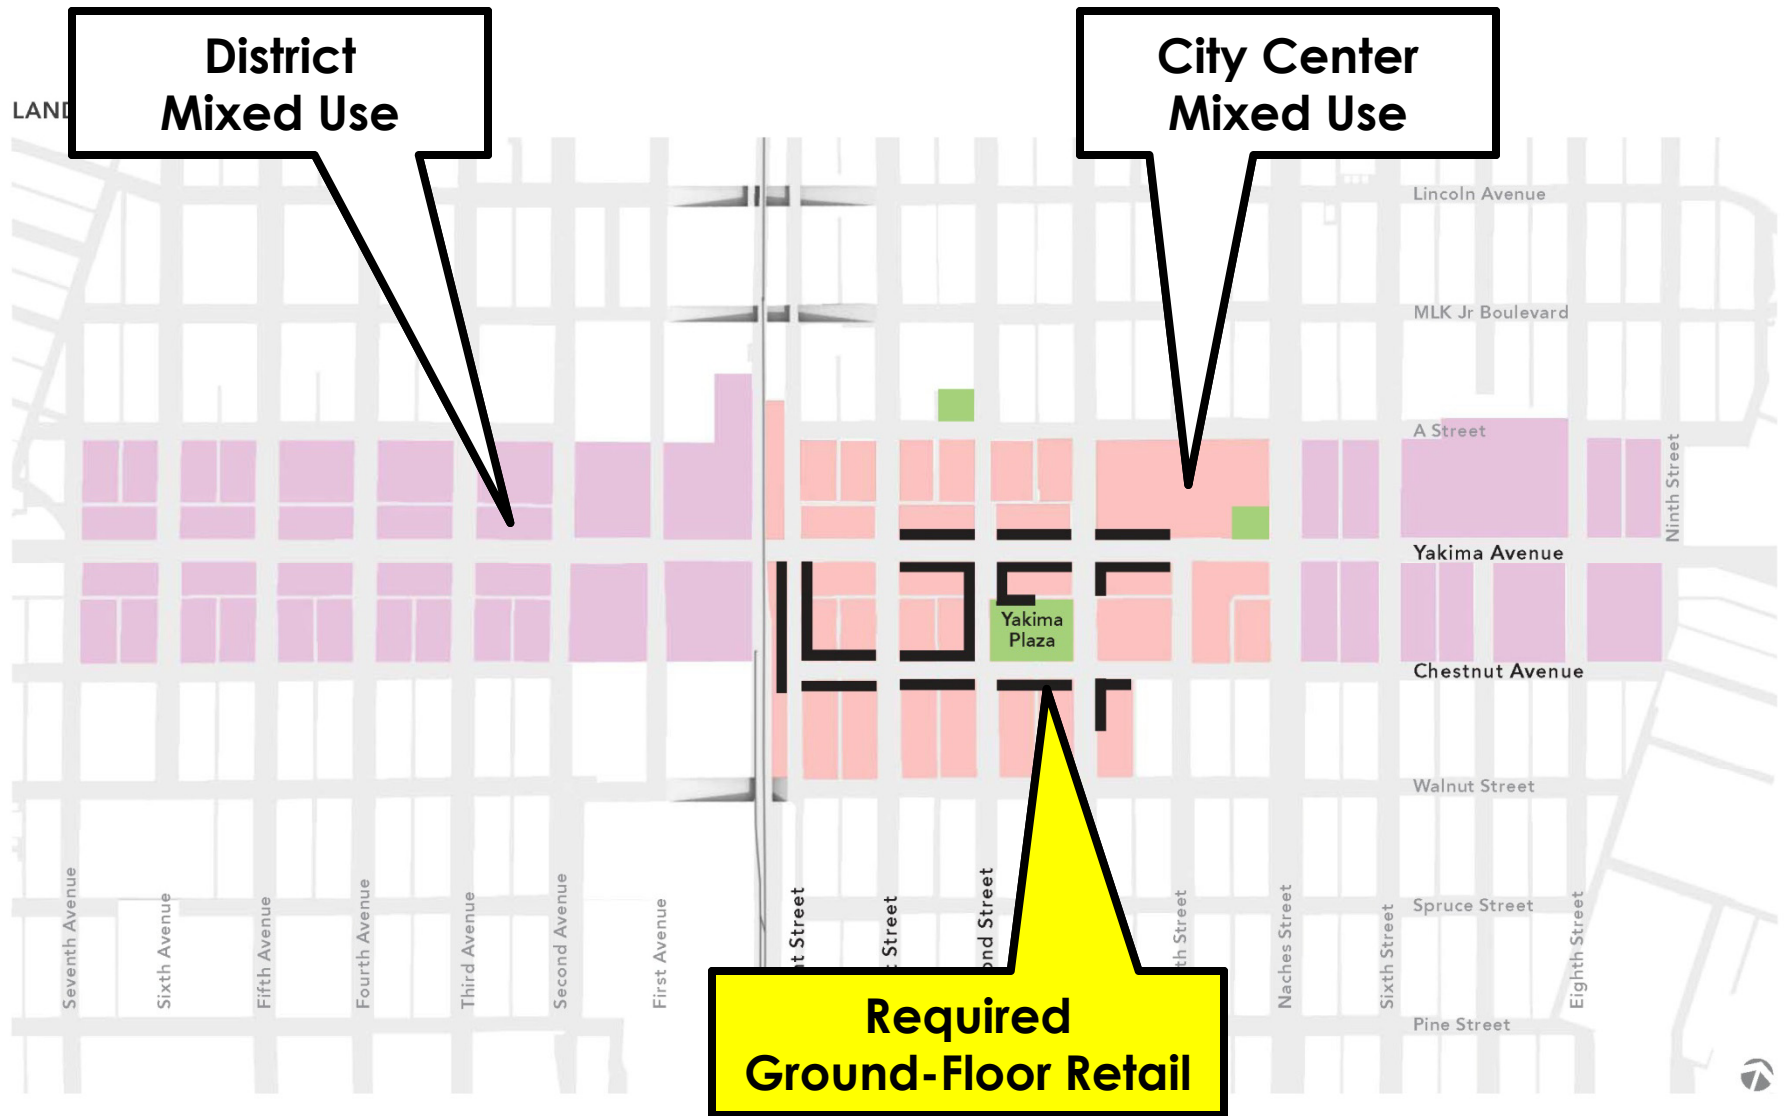 District
Mixed Use
City Center
Mixed Use
LAND
Lincoln Avenue
MLK Jr Boulevard
A Street
Ninth Street
Yakima Avenue
Yakima
Plaza
Chestnut Avenue
Walnut Street
Seventh Avenue
Sixth Avenue
Fifth Avenue
Fourth Avenue
Third Avenue
Second Avenue
First Avenue
Street
Street
ond Street
th Street
Naches Street
Sixth Street
Eighth Street
Spruce Street
Pine Street
Required
Ground-Floor Retail